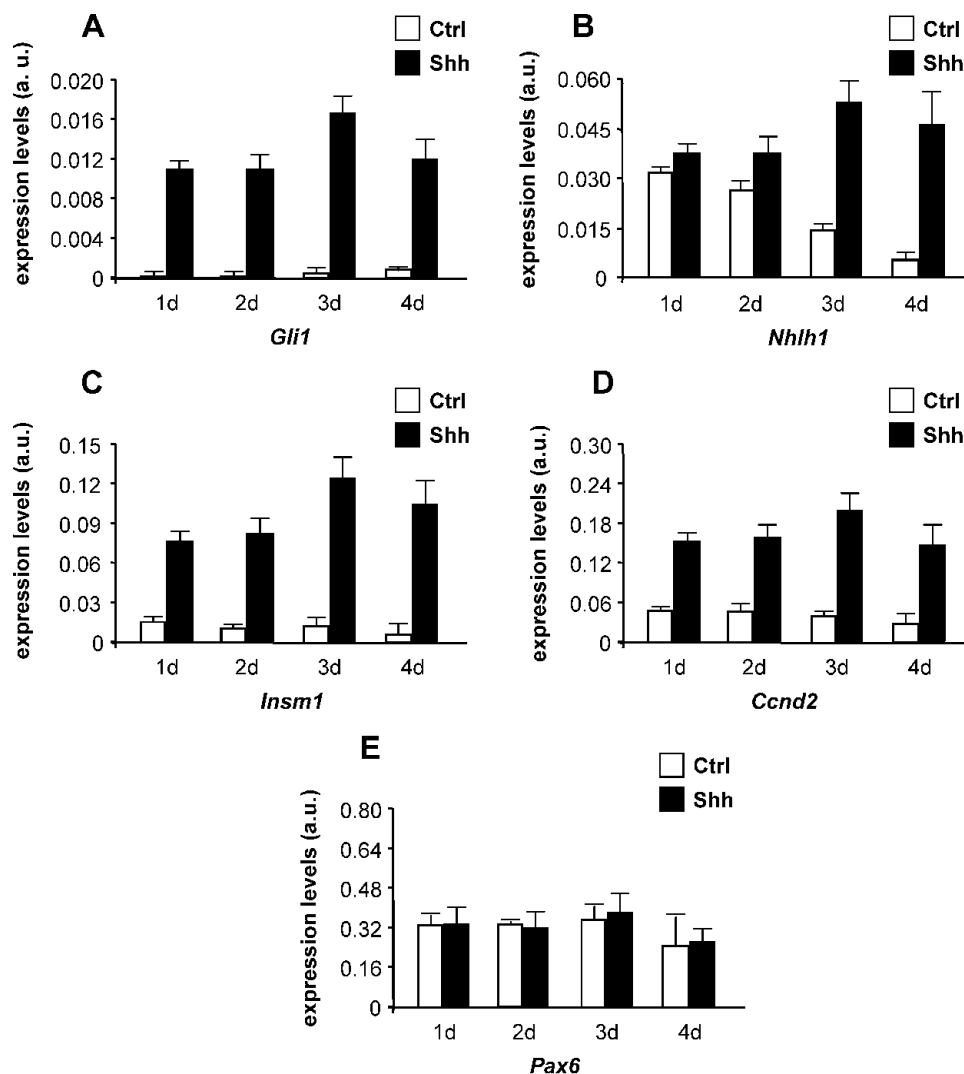 A
Ctrl
Shh
expression levels (a. u.)
0.020
0.016
0.012
0.008
0.004
0
1d 2d 3d 4d
Gli1
B
Ctrl
Shh
expression levels (a.u.)
0.060
0.045
0.030
0.015
0
1d 2d 3d 4d
Nhlh1
C
Ctrl
Shh
expression levels (a.u.)
0.15
0.12
0.09
0.06
0.03
0
1d 2d 3d 4d
Insm1
D
Ctrl
Shh
expression levels (a.u.)
0.30
0.24
0.18
0.12
0.06
0
1d 2d 3d 4d
Ccnd2
E
Ctrl
Shh
expression levels (a.u.)
0.80
0.64
0.48
0.32
0.16
0
1d 2d 3d 4d
Pax6